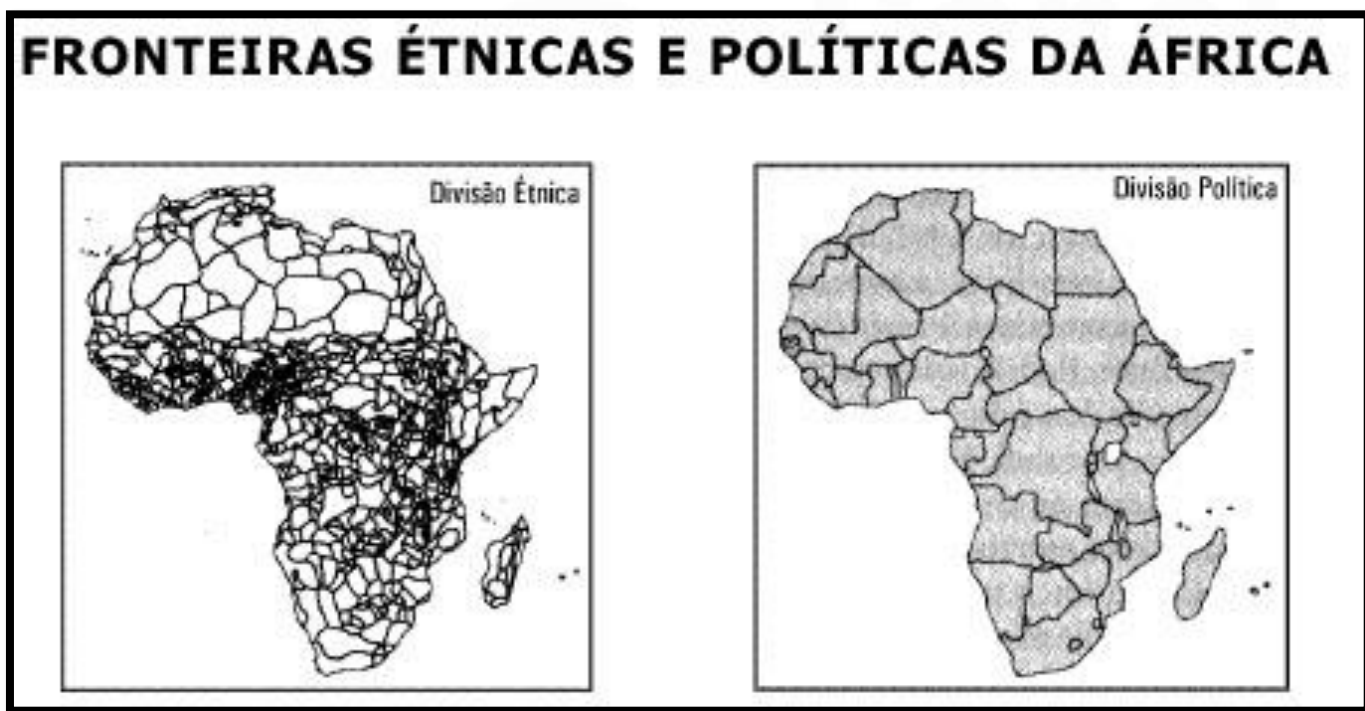 FRONTEIRAS ÉTNICAS E POLÍTICAS DA ÁFRICA
Divisão Étnica
Divisão Política